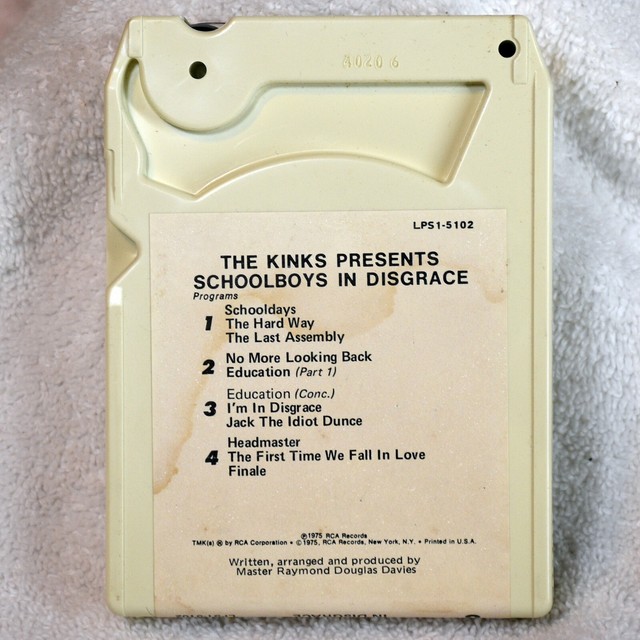 A0206
LPS1-5102
THE KINKS PRESENTS
SCHOOLBOYS IN DISGRACE
Programs
Schooldays
1 The Hard Way
The Last Assembly
No More Looking Back
2 Education (Part 1)
Education (Conc.)
3 I'm In Disgrace
Jack The Idiot Dunce
Headmaster
4 The First Time We Fall In Love
Finale
℗1975 RCA Records
TMK(s) ® by RCA Corporation • ©1975, RCA Records, New York, N.Y. • Printed in U.S.A.
Written, arranged and produced by
Master Raymond Douglas Davies